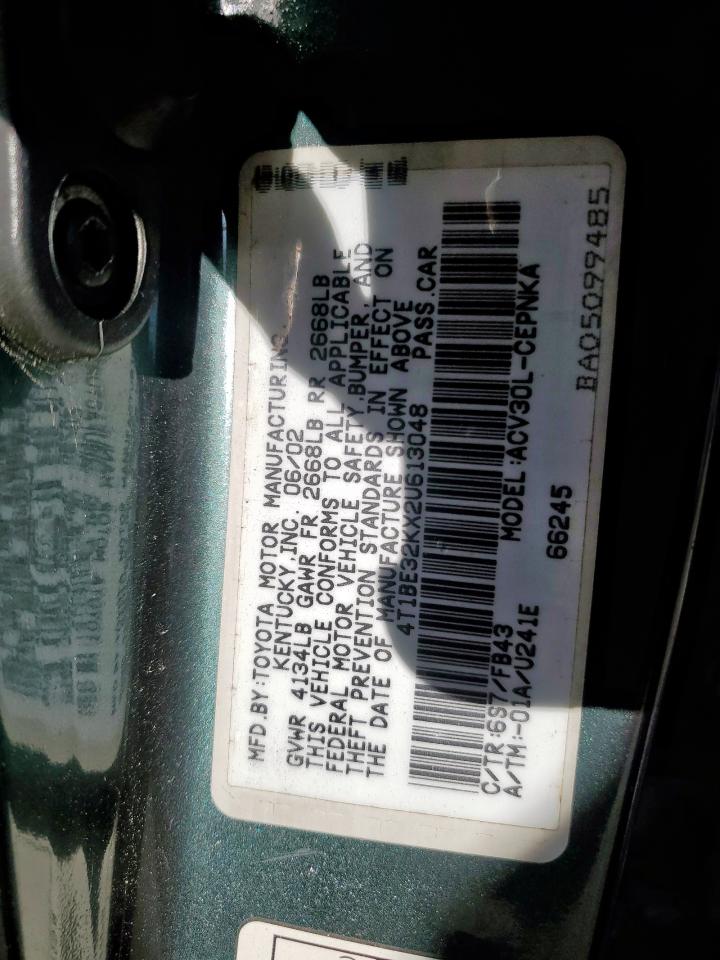 MFD.BY:TOYOTA MOTOR MANUFACTURING,
KENTUCKY,INC. 06/02
GVWR 4134LB GAWR FR 2668LB RR 2668LB
THIS VEHICLE CONFORMS TO ALL APPLICABLE
FEDERAL MOTOR VEHICLE SAFETY,BUMPER, AND
THEFT PREVENTION STANDARDS IN EFFECT ON
THE DATE OF MANUFACTURE SHOWN ABOVE
4T1BE32KX2U613048 PASS.CAR
C/TR:6S7/FB43 MODEL:ACV30L-CEPNKA
A/TM:-01A/U241E
66245
BA05099485